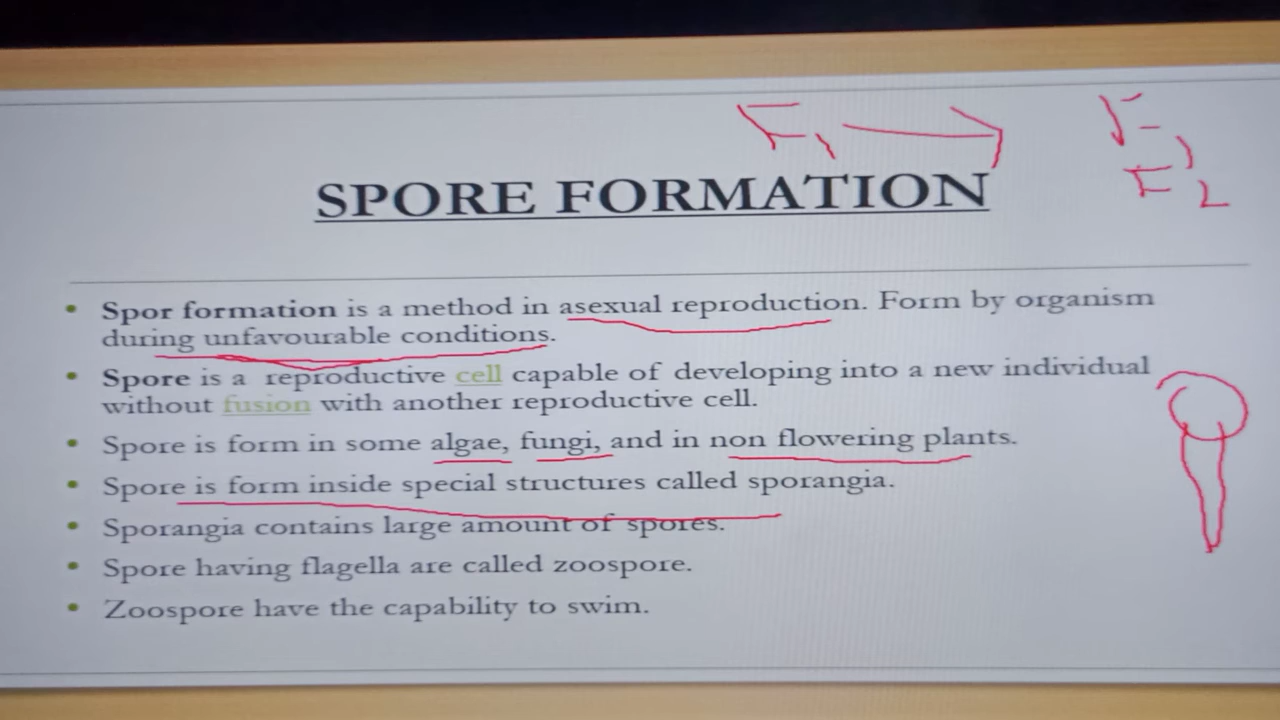 F1 → F1
F2
SPORE FORMATION
• Spor formation is a method in asexual reproduction. Form by organism
during unfavourable conditions.
• Spore is a reproductive cell capable of developing into a new individual
without fusion with another reproductive cell.
• Spore is form in some algae, fungi, and in non flowering plants.
• Spore is form inside special structures called sporangia.
• Sporangia contains large amount of spores.
• Spore having flagella are called zoospore.
• Zoospore have the capability to swim.